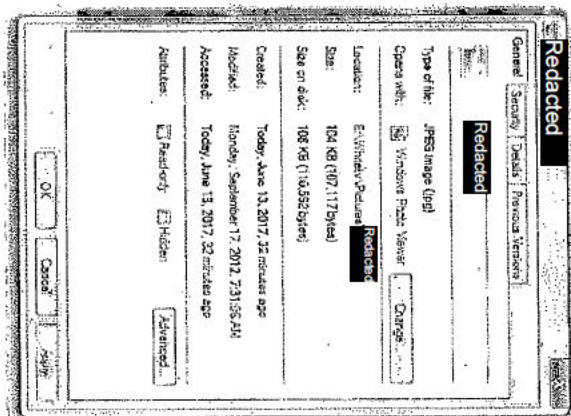 Redacted
General Security Details Previous Versions
Redacted
Type of file: JPEG image (.jpg)
Opens with: Windows Photo Viewer Change...
Location: E:\Whitely\Pictures Redacted
Size: 104 KB (107,117 bytes)
Size on disk: 108 KB (110,592 bytes)
Created: Today, June 13, 2017, 32 minutes ago
Modified: Monday, September 17, 2012, 7:31:56 AM
Accessed: Today, June 13, 2017, 32 minutes ago
Attributes: Read-only Hidden Advanced...
OK Cancel Apply